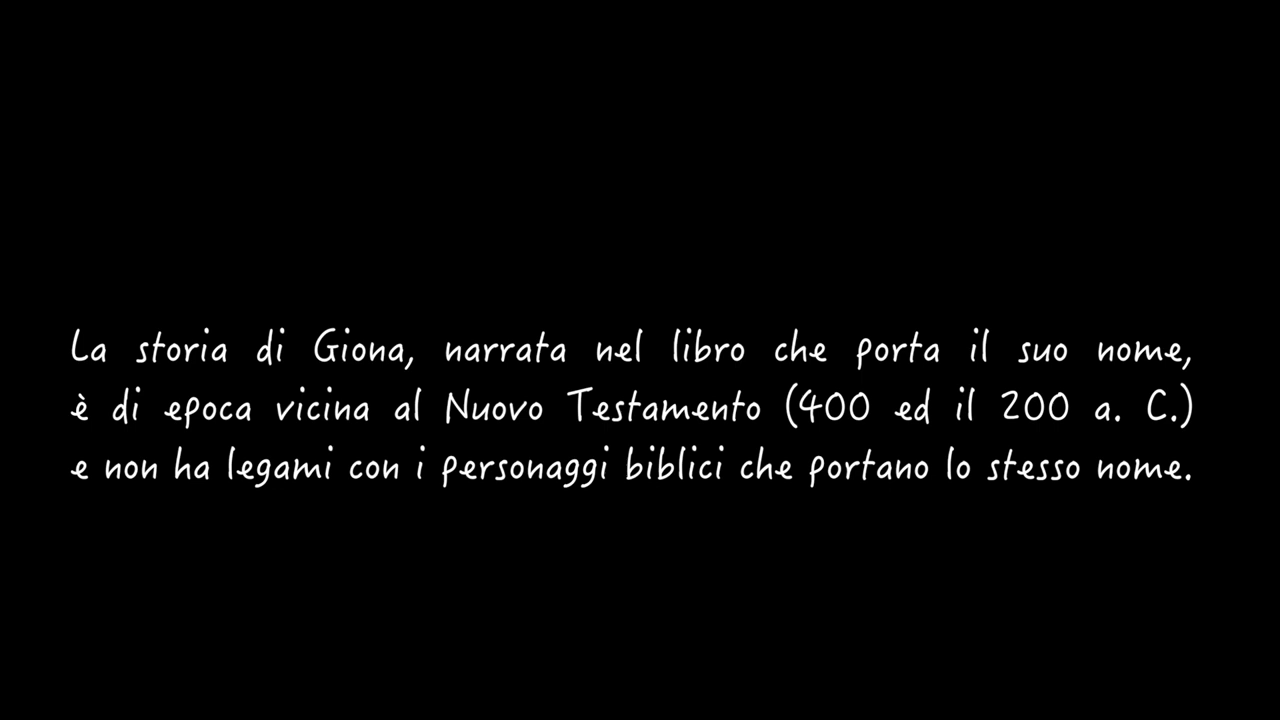 La storia di Giona, narrata nel libro che porta il suo nome,
è di epoca vicina al Nuovo Testamento (400 ed il 200 a. C.)
e non ha legami con i personaggi biblici che portano lo stesso nome.